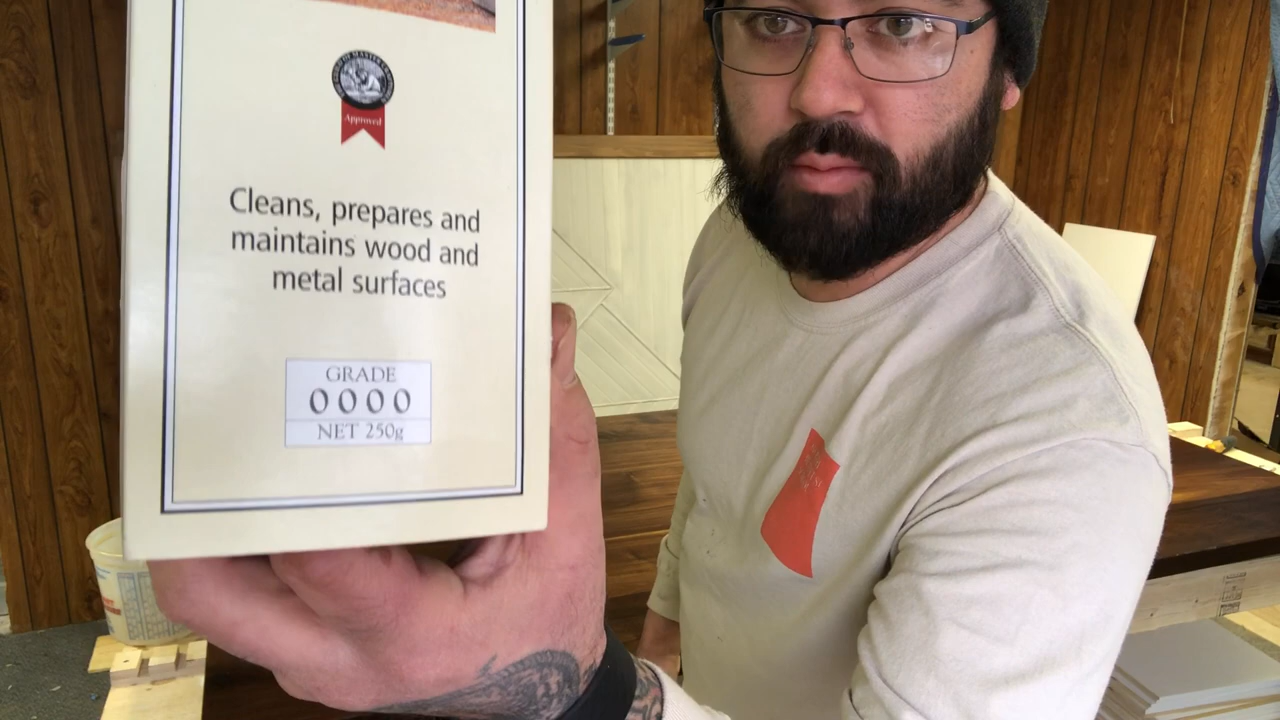 Approved
Cleans, prepares and
maintains wood and
metal surfaces
GRADE
0000
NET 250g